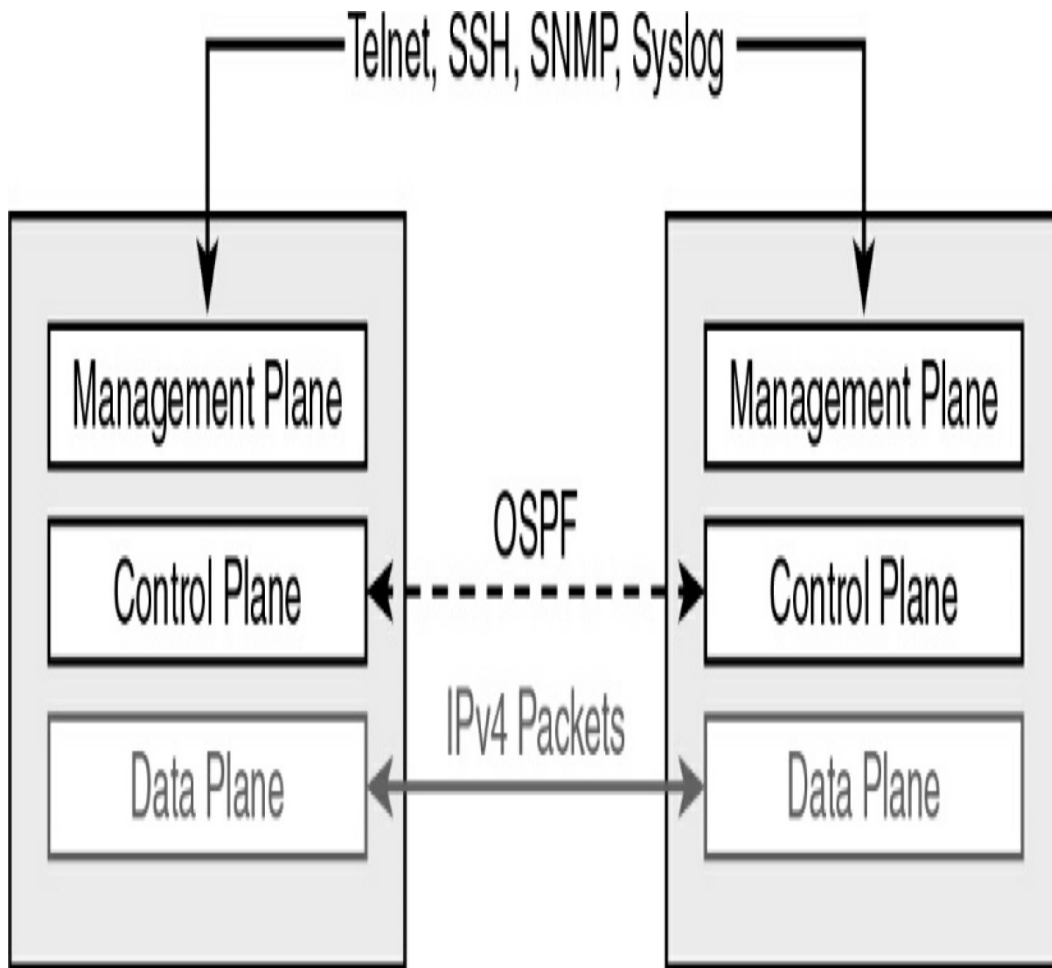 Telnet, SSH, SNMP, Syslog
Management Plane
Management Plane
OSPF
Control Plane
Control Plane
IPv4 Packets
Data Plane
Data Plane